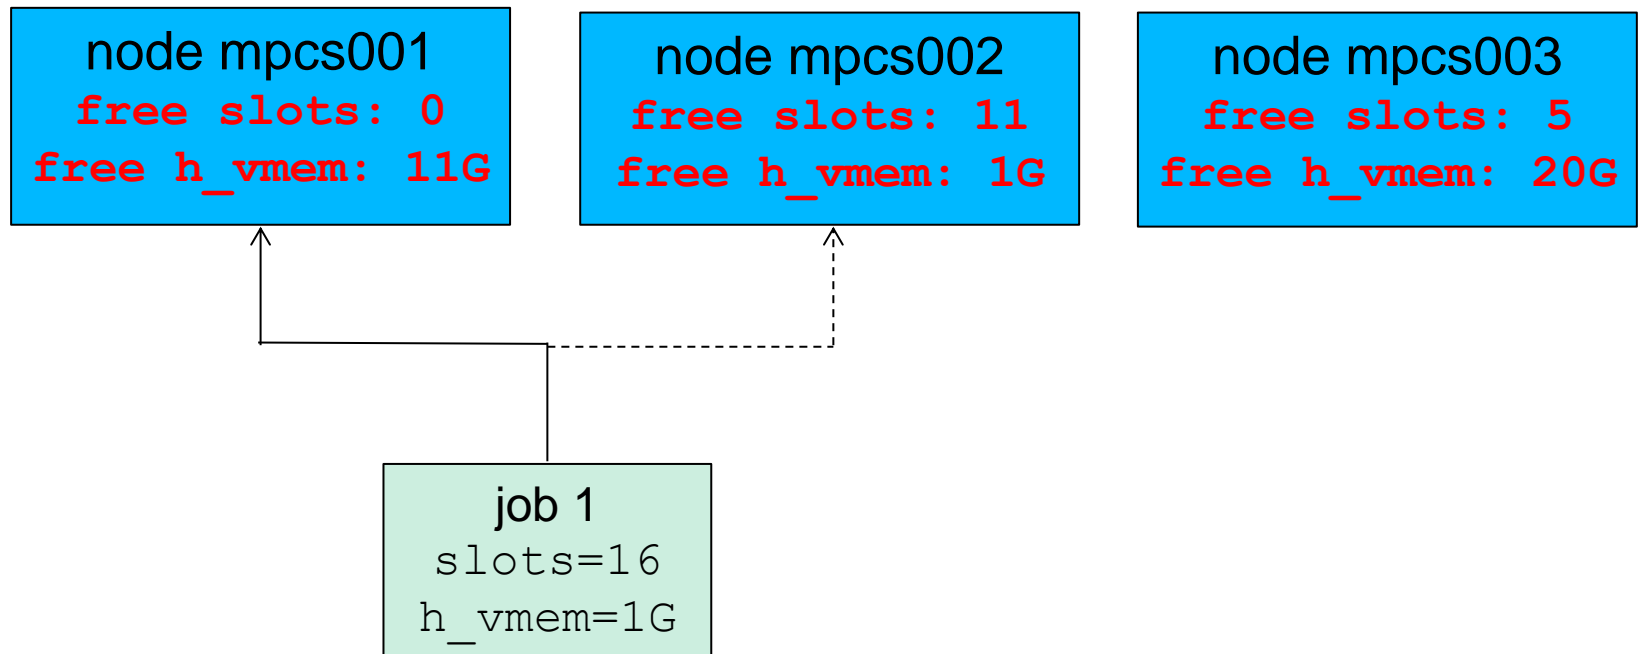 node mpcs001
free slots: 0
free h_vmem: 11G
node mpcs002
free slots: 11
free h_vmem: 1G
node mpcs003
free slots: 5
free h_vmem: 20G
job 1
slots=16
h_vmem=1G